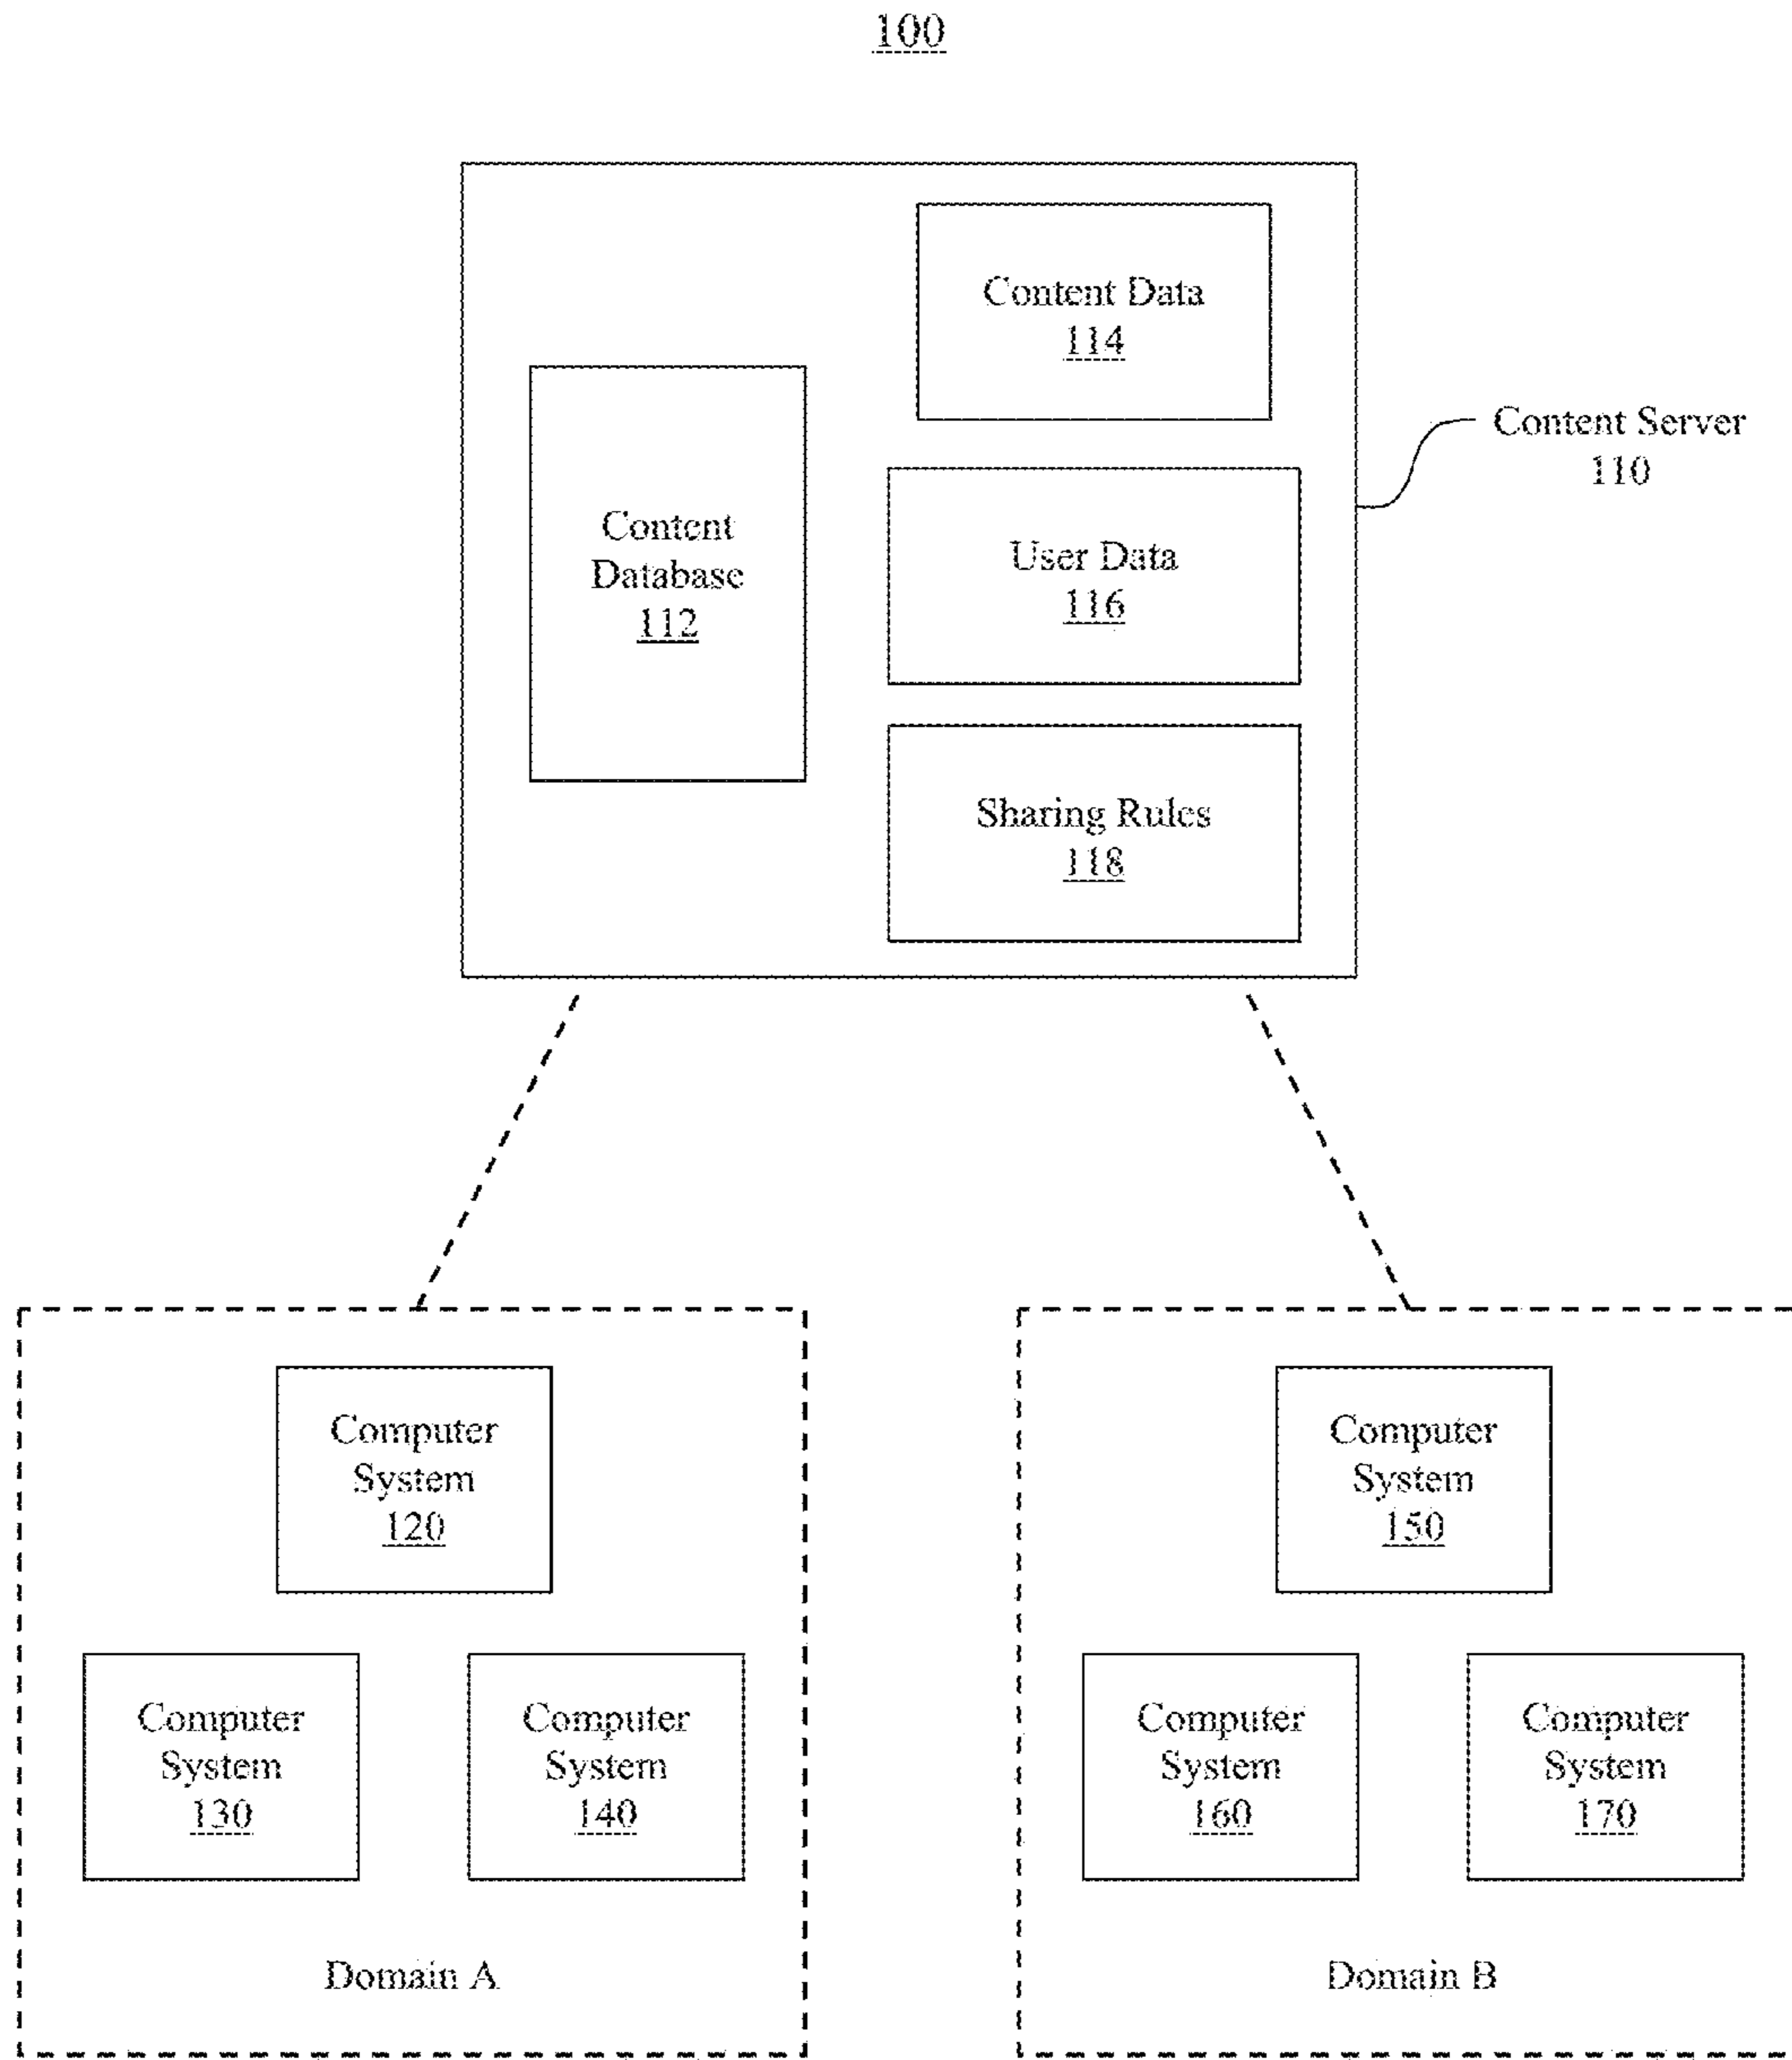 100
Content Data
114
Content Server
110
Content
Database
112
User Data
116
Sharing Rules
118
Computer
System
120
Computer
System
130
Computer
System
140
Domain A
Computer
System
150
Computer
System
160
Computer
System
170
Domain B